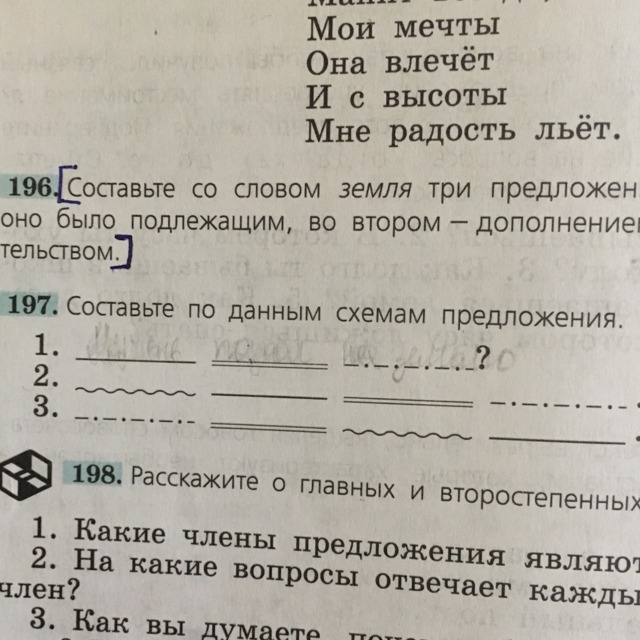 Мои мечты
Она влечёт
И с высоты
Мне радость льёт.
196. Составьте со словом земля три предложен
оно было подлежащим, во втором – дополнением
тельством.
197. Составьте по данным схемам предложения.
1. ?
2.
3.
198. Расскажите о главных и второстепенных
1. Какие члены предложения являют
2. На какие вопросы отвечает кажды
член?
3. Как вы думаете,